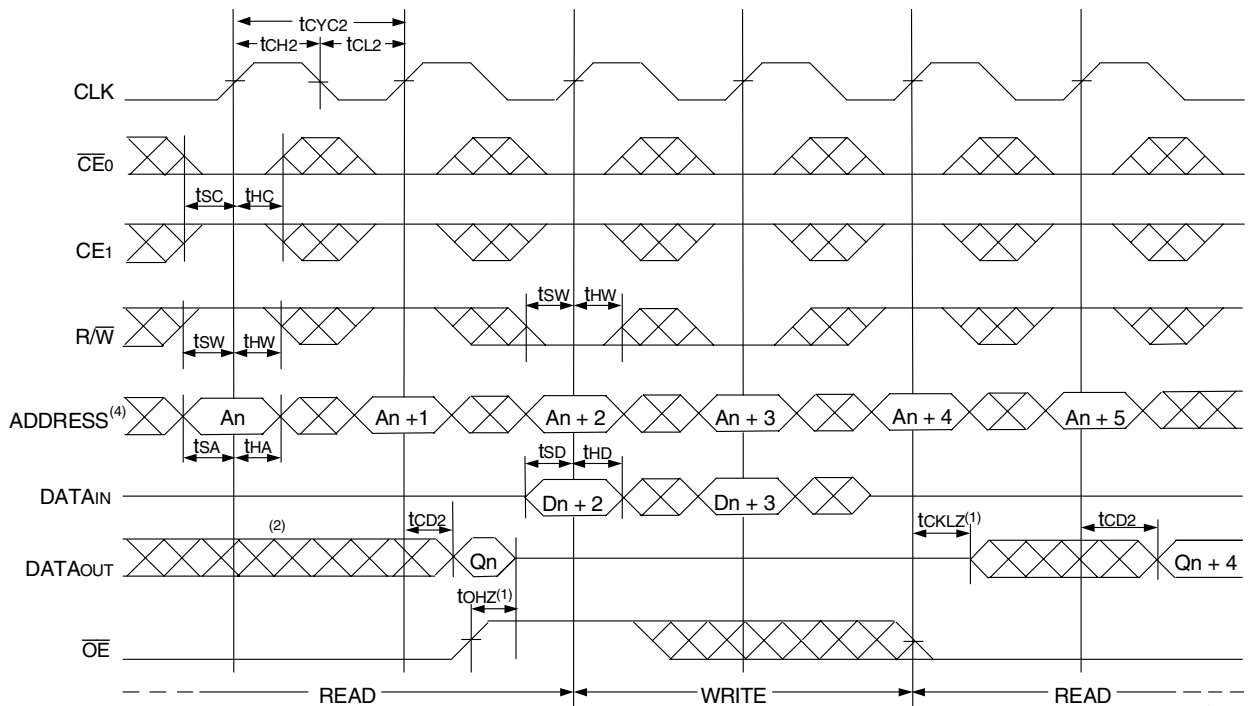 tCYC2
tCH2 tCL2
CLK
CE0
tSC tHC
CE1
tSW tHW
R/W
tSW tHW
ADDRESS(4) An An +1 An + 2 An + 3 An + 4 An + 5
tSA tHA tSD tHD
DATAIN Dn + 2 Dn + 3
(2) tCD2 tCKLZ(1) tCD2
DATAOUT Qn Qn + 4
tOHZ(1)
OE
READ WRITE READ